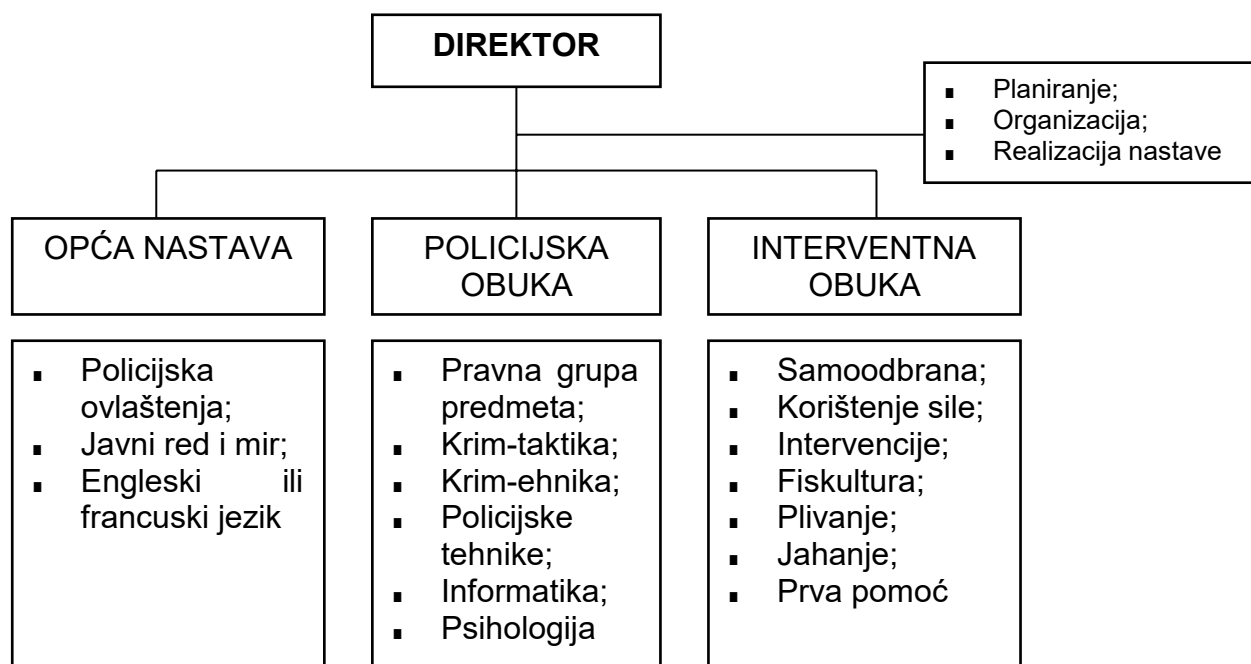 DIREKTOR
▪ Planiranje;
▪ Organizacija;
▪ Realizacija nastave
OPĆA NASTAVA
POLICIJSKA
OBUKA
INTERVENTNA
OBUKA
▪ Policijska
ovlaštenja;
▪ Javni red i mir;
▪ Engleski ili
francuski jezik
▪ Pravna grupa
predmeta;
▪ Krim-taktika;
▪ Krim-ehnika;
▪ Policijske
tehnike;
▪ Informatika;
▪ Psihologija
▪ Samoodbrana;
▪ Korištenje sile;
▪ Intervencije;
▪ Fiskultura;
▪ Plivanje;
▪ Jahanje;
▪ Prva pomoć